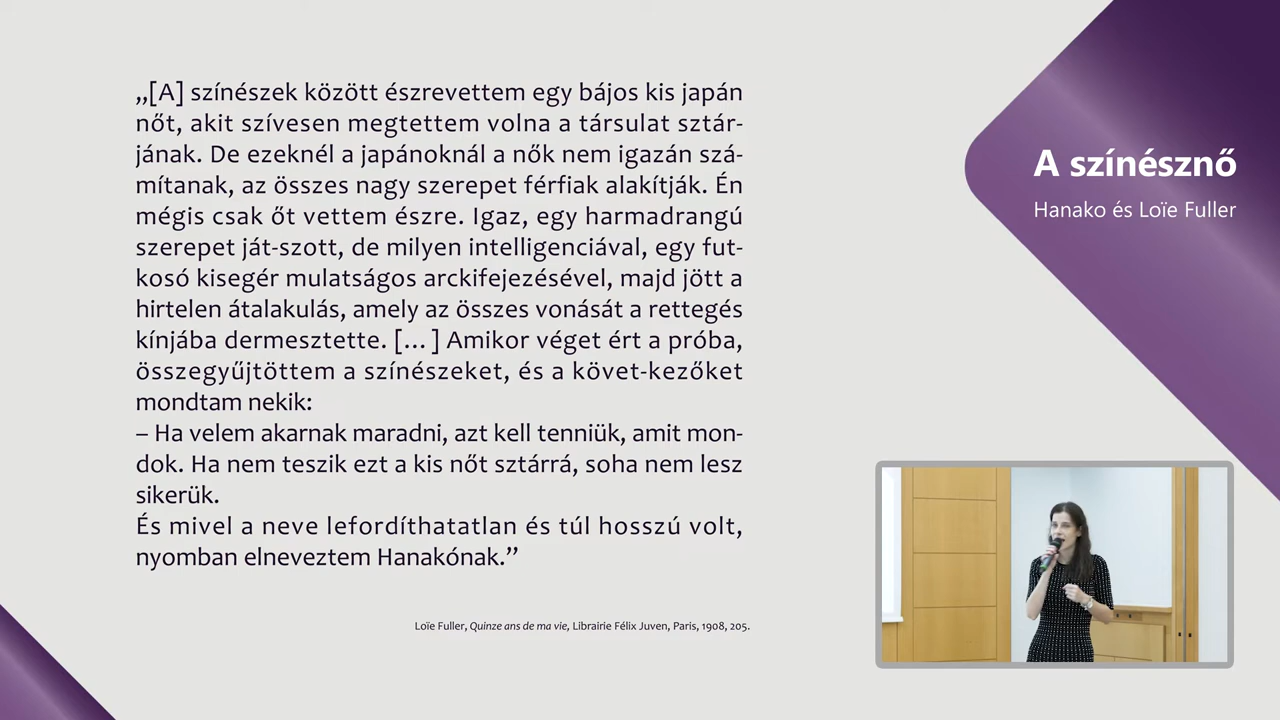 „[A] színészek között észrevettem egy bájos kis japán
nőt, akit szívesen megtettem volna a társulat sztár-
jának. De ezeknél a japánoknál a nők nem igazán szá-
mítanak, az összes nagy szerepet férfiak alakítják. Én
mégis csak őt vettem észre. Igaz, egy harmadrangú
szerepet ját-szott, de milyen intelligenciával, egy fut-
kosó kisegér mulatságos arckifejezésével, majd jött a
hirtelen átalakulás, amely az összes vonását a rettegés
kínjába dermesztette. [… ] Amikor véget ért a próba,
összegyűjtöttem a színészeket, és a követ-kezőket
mondtam nekik:
– Ha velem akarnak maradni, azt kell tenniük, amit mon-
dok. Ha nem teszik ezt a kis nőt sztárrá, soha nem lesz
sikerük.
És mivel a neve lefordíthatatlan és túl hosszú volt,
nyomban elneveztem Hanakónak.”
Loïe Fuller, Quinze ans de ma vie, Librairie Félix Juven, Paris, 1908, 205.
A színésznő
Hanako és Loïe Fuller